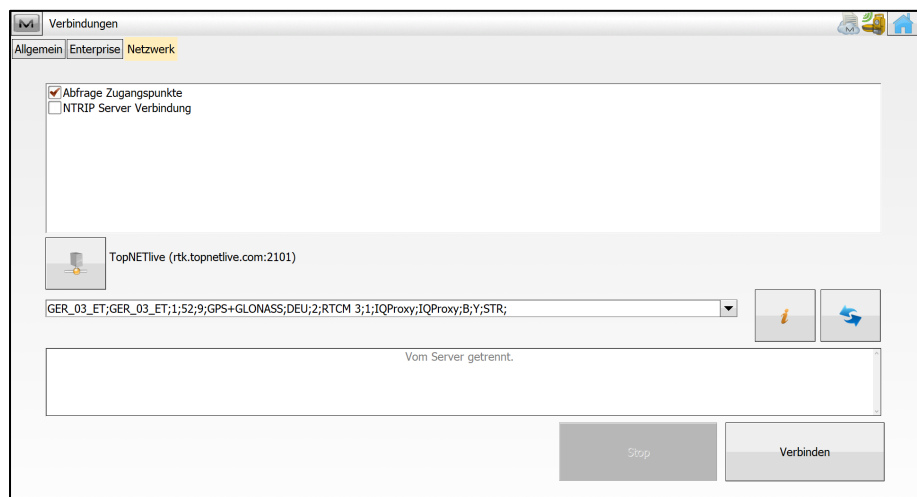 Verbindungen
Allgemein Enterprise Netzwerk
Abfrage Zugangspunkte
NTRIP Server Verbindung
TopNETlive (rtk.topnetlive.com:2101)
GER_03_ET;GER_03_ET;1;52;9;GPS+GLONASS;DEU;2;RTCM 3;1;IQProxy;IQProxy;B;Y;STR;
i
Vom Server getrennt.
Stop Verbinden